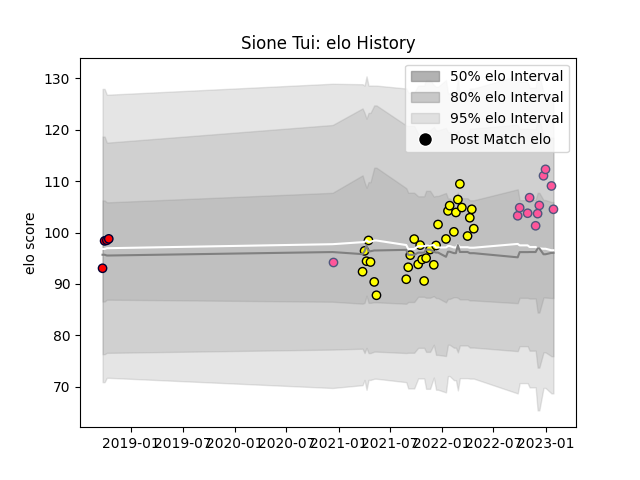 Sione Tui: elo History
50% elo Interval
80% elo Interval
95% elo Interval
Post Match elo
elo score
130
120
110
100
90
80
70
2019-01 2019-07 2020-01 2020-07 2021-01 2021-07 2022-01 2022-07 2023-01